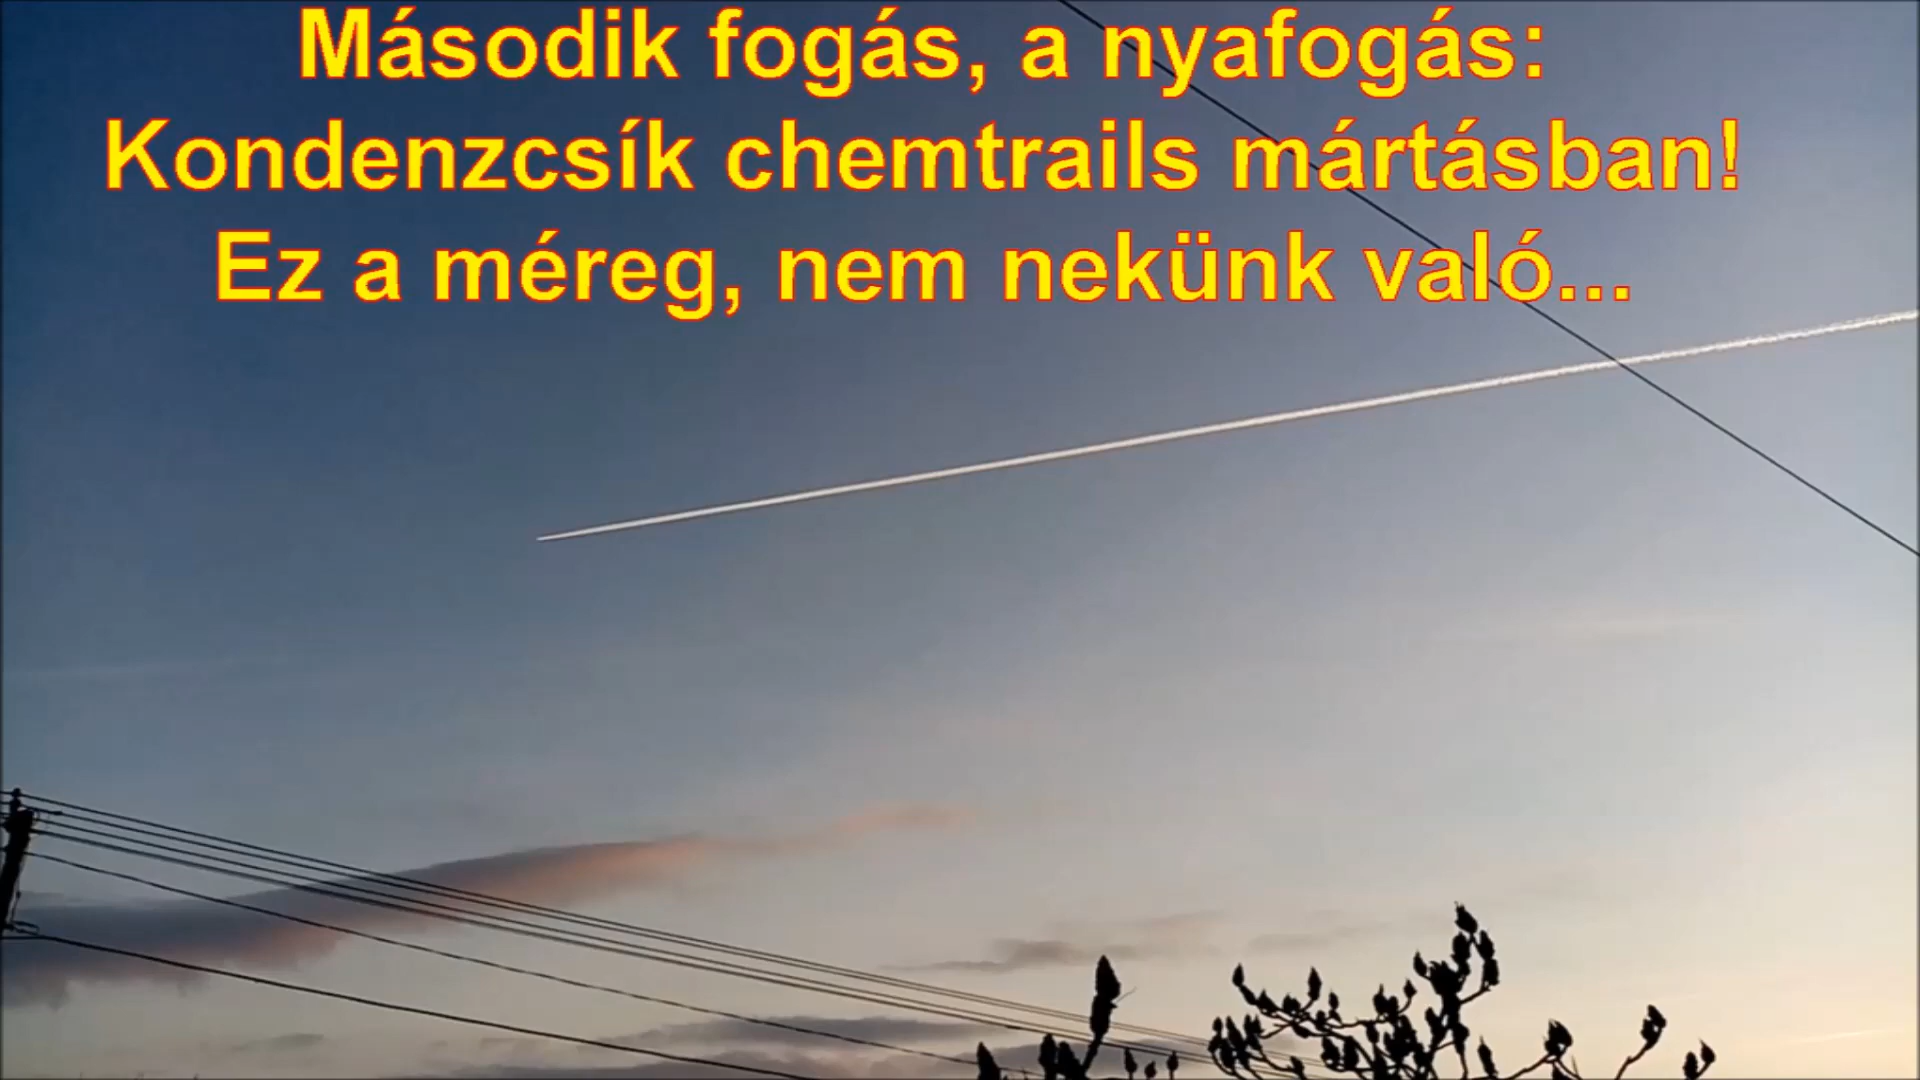 Második fogás, a nyafogás:
Kondenzcsík chemtrails mártásban!
Ez a méreg, nem nekünk való...